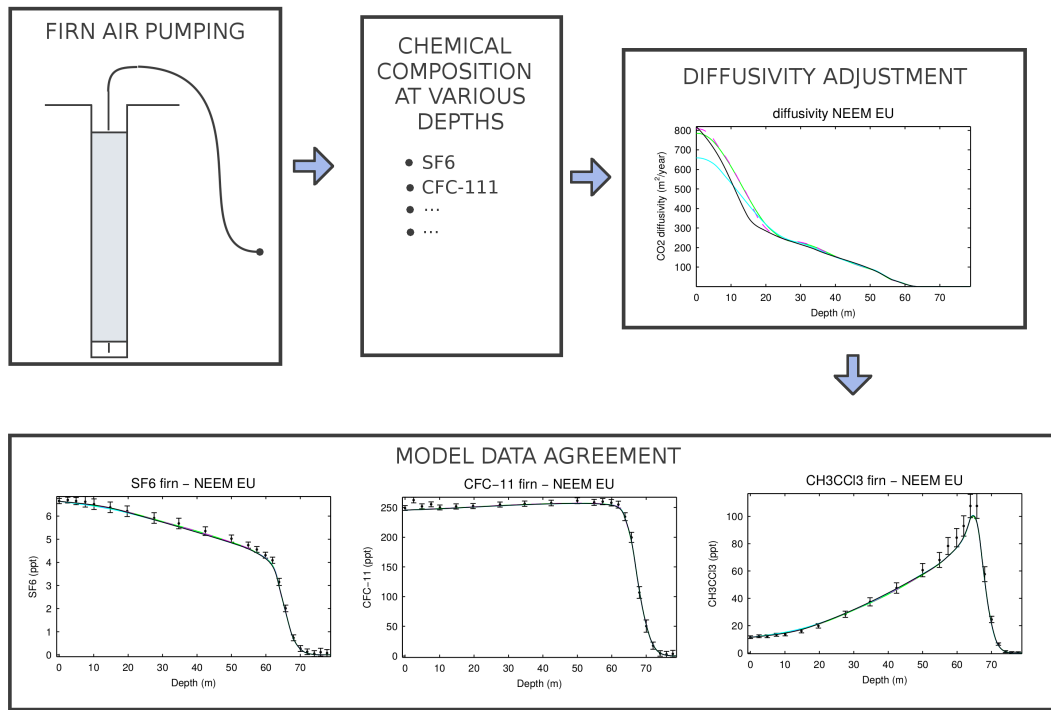 FIRN AIR PUMPING
CHEMICAL
COMPOSITION
AT VARIOUS
DEPTHS
• SF6
• CFC-111
• ...
• ...
DIFFUSIVITY ADJUSTMENT
diffusivity NEEM EU
800
700
600
500
400
300
200
100
CO2 diffusivity (m²/year)
0 10 20 30 40 50 60 70
Depth (m)
MODEL DATA AGREEMENT
SF6 firn − NEEM EU
6
5
4
3
2
1
0
SF6 (ppt)
0 10 20 30 40 50 60 70
Depth (m)
CFC−11 firn − NEEM EU
250
200
150
100
50
0
CFC−11 (ppt)
0 10 20 30 40 50 60 70
Depth (m)
CH3CCl3 firn − NEEM EU
100
80
60
40
20
0
CH3CCl3 (ppt)
0 10 20 30 40 50 60 70
Depth (m)